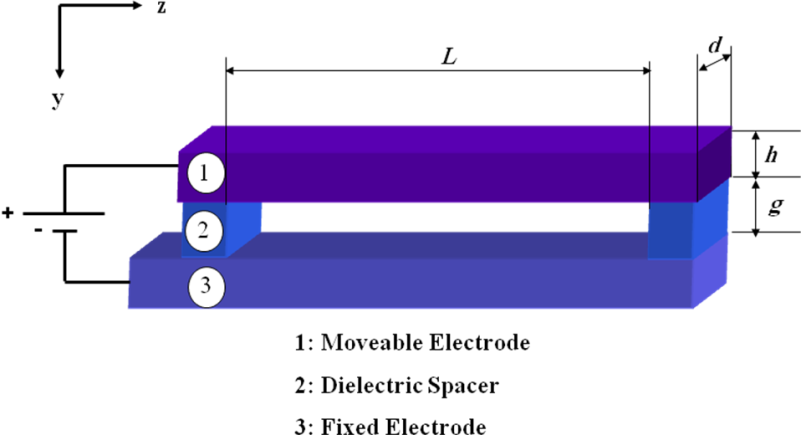 z
y
L
d
h
g
+
-
1
2
3
1: Moveable Electrode
2: Dielectric Spacer
3: Fixed Electrode